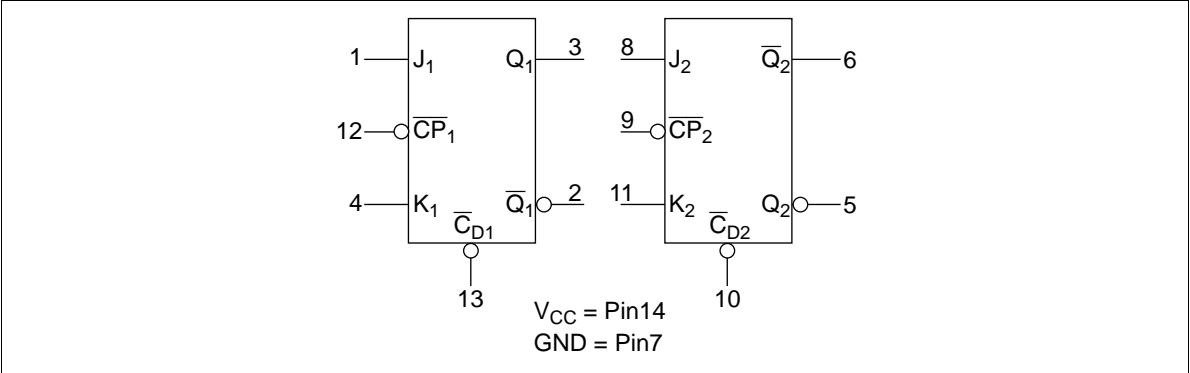 1 J₁ Q₁ 3 8 J₂ Q̅₂ 6
12 C̅P̅₁ 9 C̅P̅₂
4 K₁ Q̅₁ 2 11 K₂ Q₂ 5
C̅D1 C̅D2
13 10
VCC = Pin14
GND = Pin7